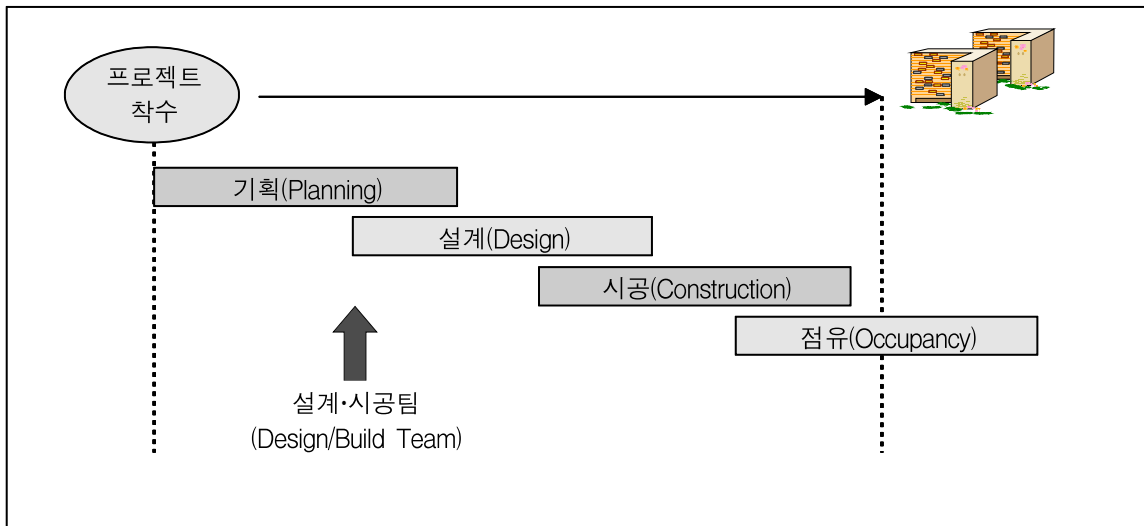 프로젝트
착수
기획(Planning)
설계(Design)
시공(Construction)
점유(Occupancy)
설계·시공팀
(Design/Build Team)